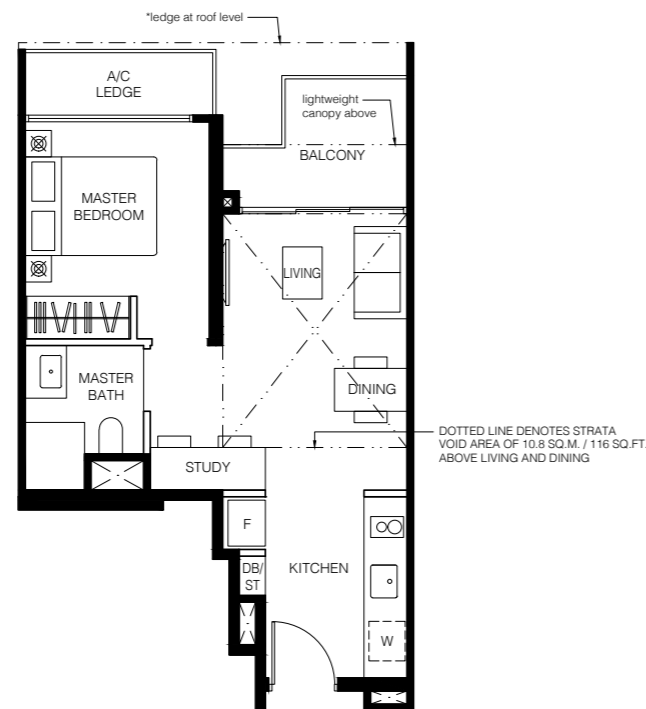 *ledge at roof level
A/C
LEDGE
lightweight
canopy above
BALCONY
MASTER
BEDROOM
LIVING
MASTER
BATH
DINING
DOTTED LINE DENOTES STRATA
VOID AREA OF 10.8 SQ.M. / 116 SQ.FT.
ABOVE LIVING AND DINING
STUDY
F
DB/
ST
KITCHEN
W